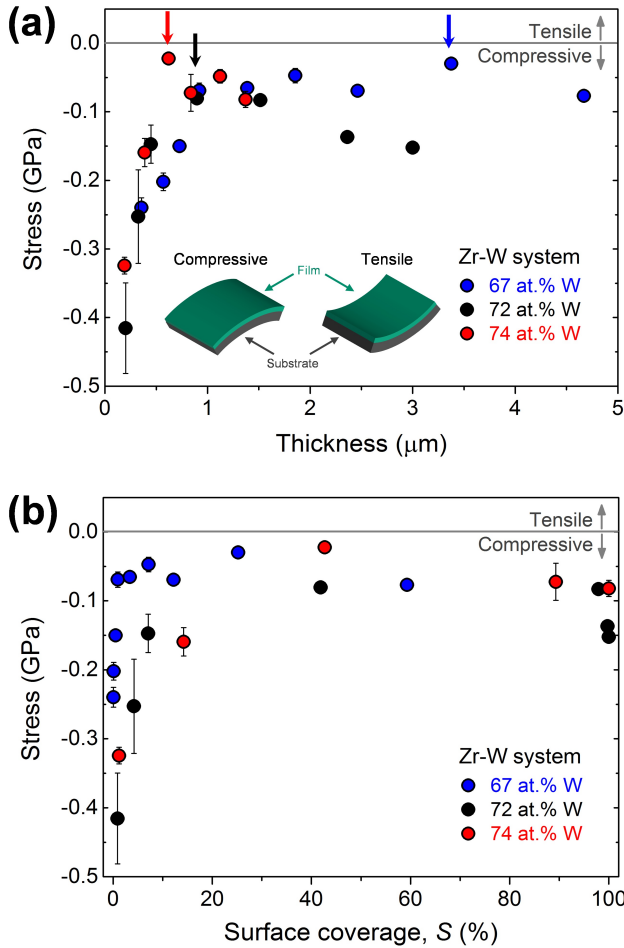 (a)
0.0
-0.1
-0.2
-0.3
-0.4
-0.5
Stress (GPa)
Tensile
Compressive
Compressive
Tensile
Film
Substrate
Zr-W system
67 at.% W
72 at.% W
74 at.% W
0 1 2 3 4 5
Thickness (μm)
(b)
0.0
-0.1
-0.2
-0.3
-0.4
-0.5
Stress (GPa)
Tensile
Compressive
Zr-W system
67 at.% W
72 at.% W
74 at.% W
0 20 40 60 80 100
Surface coverage, S (%)